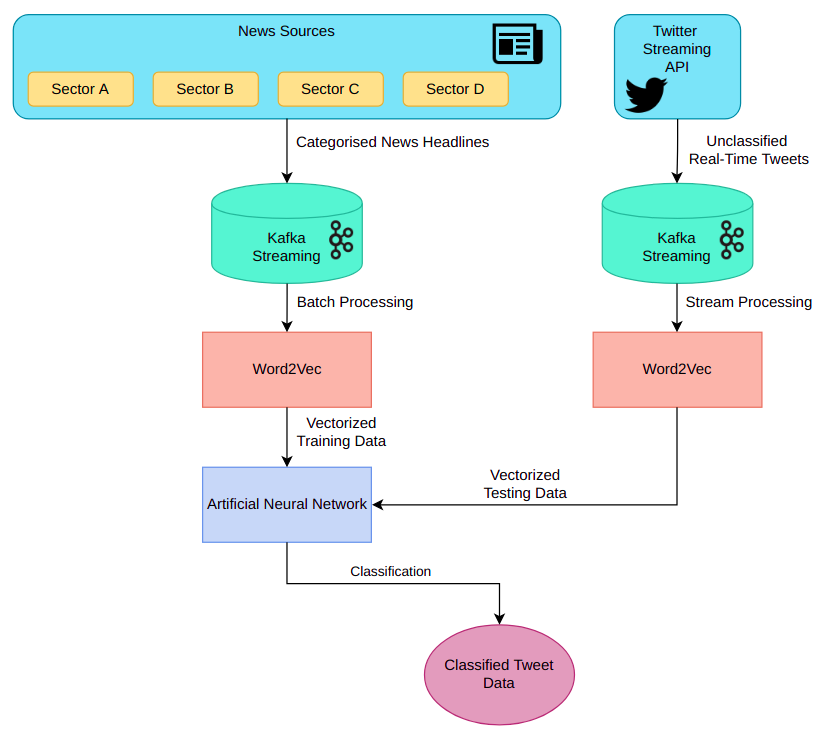 News Sources
Sector A
Sector B
Sector C
Sector D
Twitter
Streaming
API
Categorised News Headlines
Unclassified
Real-Time Tweets
Kafka
Streaming
Kafka
Streaming
Batch Processing
Stream Processing
Word2Vec
Word2Vec
Vectorized
Training Data
Vectorized
Testing Data
Artificial Neural Network
Classification
Classified Tweet
Data